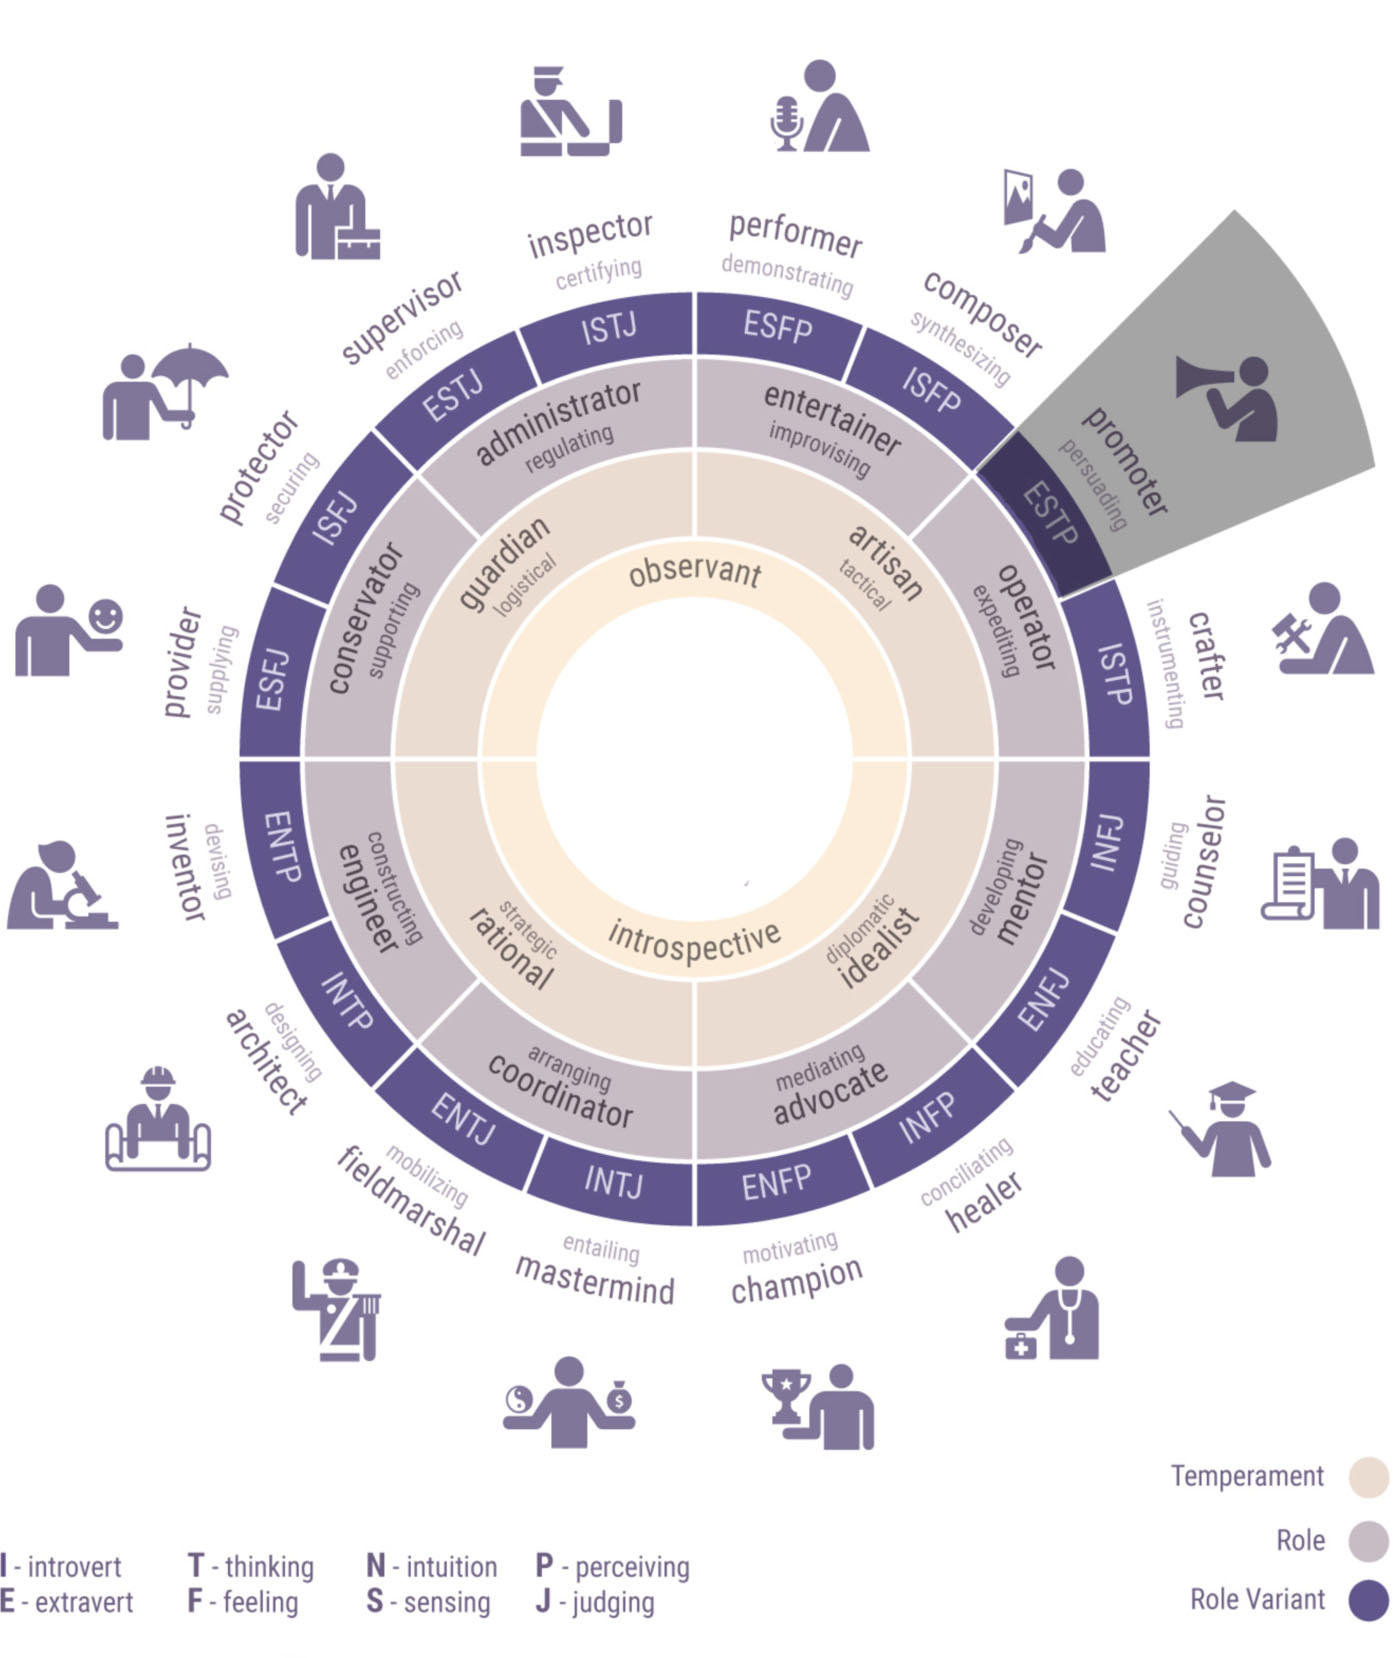 inspector
certifying
performer
demonstrating
supervisor
enforcing
composer
synthesizing
protector
securing
promoter
persuading
provider
supplying
crafter
instrumenting
inventor
devising
counselor
guiding
architect
designing
teacher
educating
fieldmarshal
mobilizing
healer
conciliating
mastermind
entailing
champion
motivating
ISTJ
ESFP
ESTJ
ISFP
ISFJ
ESTP
ESFJ
ISTP
ENTP
INFJ
INTP
ENFJ
ENTJ
INFP
INTJ
ENFP
administrator
regulating
entertainer
improvising
conservator
supporting
operator
expediting
constructing
engineer
developing
mentor
arranging
coordinator
mediating
advocate
guardian
logistical
artisan
tactical
strategic
rational
diplomatic
idealist
observant
introspective
Temperament
Role
Role Variant
I - introvert
E - extravert
T - thinking
F - feeling
N - intuition
S - sensing
P - perceiving
J - judging
$